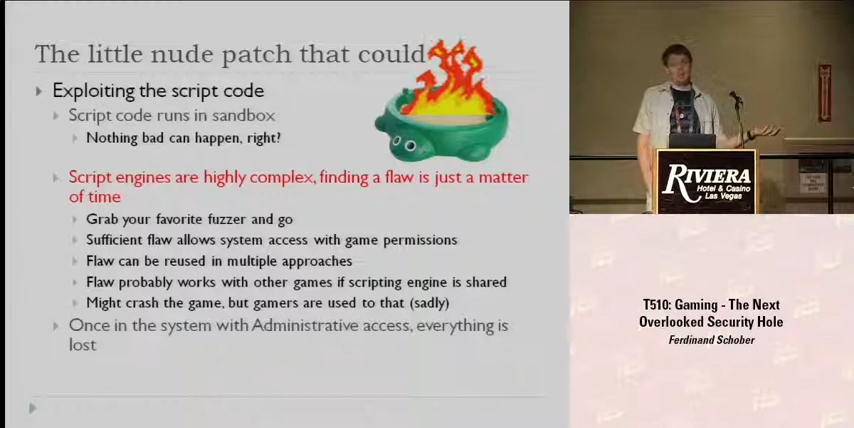 The little nude patch that could
Exploiting the script code
Script code runs in sandbox
Nothing bad can happen, right?
Script engines are highly complex, finding a flaw is just a matter
of time
Grab your favorite fuzzer and go
Sufficient flaw allows system access with game permissions
Flaw can be reused in multiple approaches
Flaw probably works with other games if scripting engine is shared
Might crash the game, but gamers are used to that (sadly)
Once in the system with Administrative access, everything is
lost
RIVIERA
Hotel & Casino
Las Vegas
T510: Gaming - The Next
Overlooked Security Hole
Ferdinand Schober